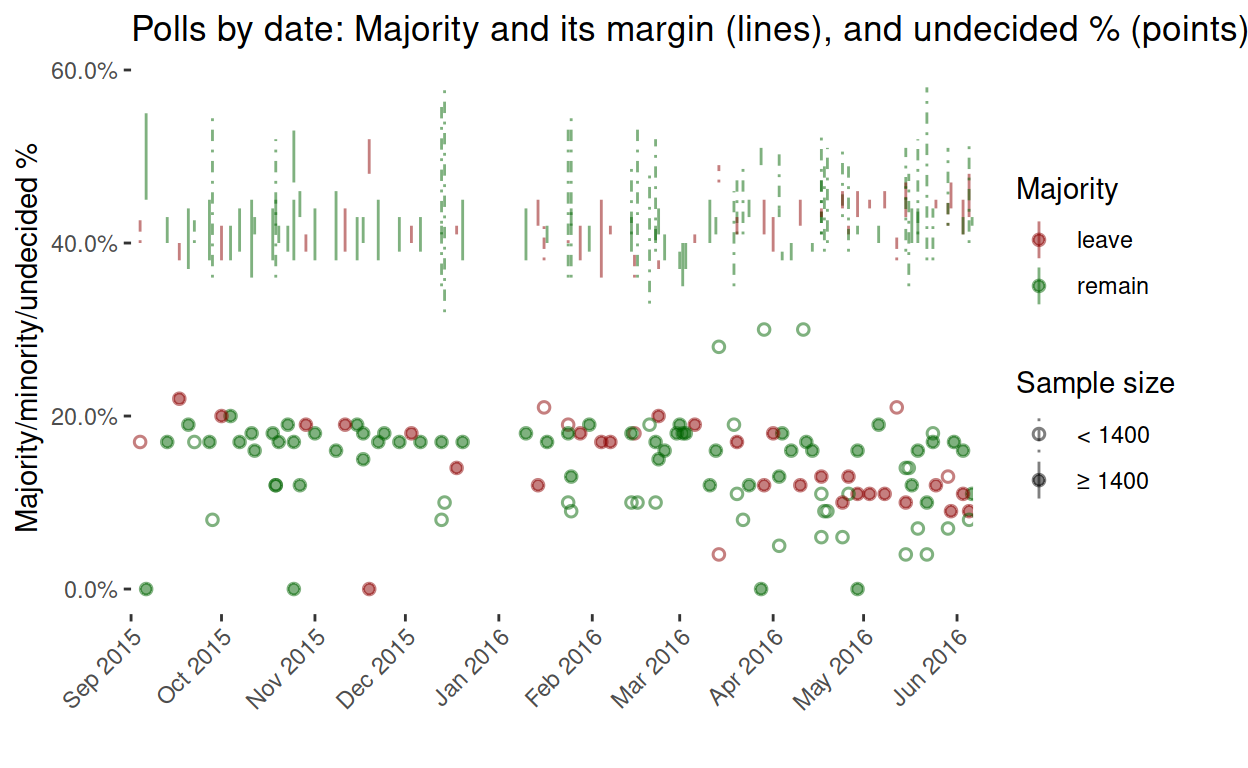 Polls by date: Majority and its margin (lines), and undecided % (points)
Majority/minority/undecided %
60.0%
40.0%
20.0%
0.0%
Sep 2015
Oct 2015
Nov 2015
Dec 2015
Jan 2016
Feb 2016
Mar 2016
Apr 2016
May 2016
Jun 2016
Majority
leave
remain
Sample size
< 1400
≥ 1400